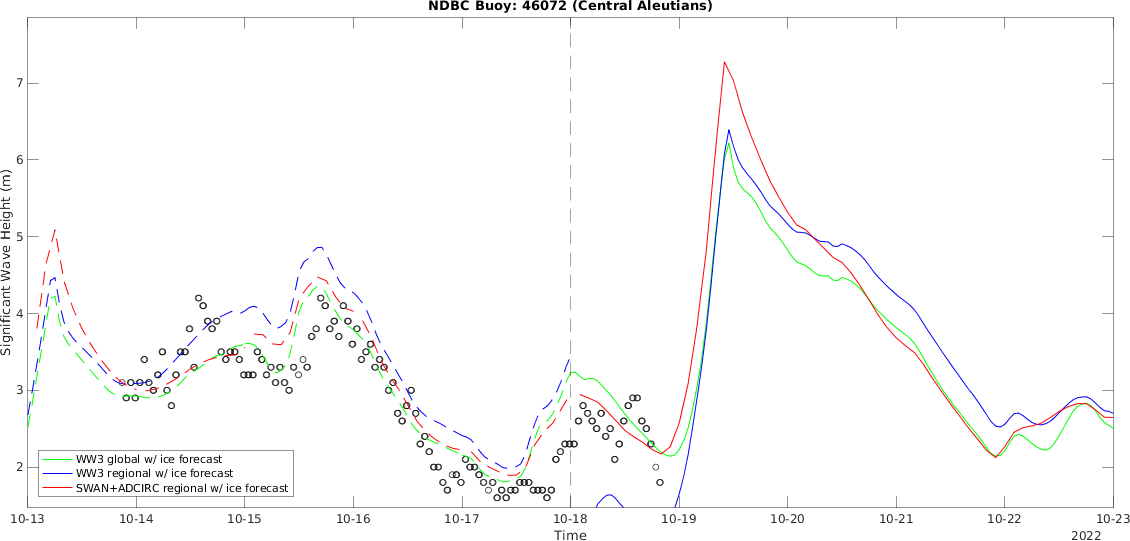 NDBC Buoy: 46072 (Central Aleutians)
Significant Wave Height (m)
7
6
5
4
3
2
WW3 global w/ ice forecast
WW3 regional w/ ice forecast
SWAN+ADCIRC regional w/ ice forecast
10-13 10-14 10-15 10-16 10-17 10-18 10-19 10-20 10-21 10-22 10-23
Time
2022